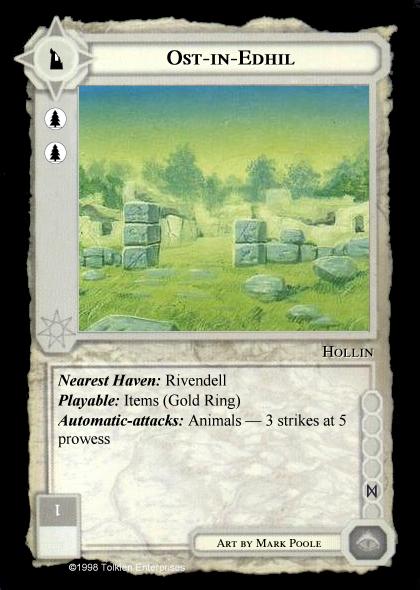 OST-IN-EDHIL
HOLLIN
Nearest Haven: Rivendell
Playable: Items (Gold Ring)
Automatic-attacks: Animals — 3 strikes at 5
prowess
1
ART BY MARK POOLE
©1998 Tolkien Enterprises